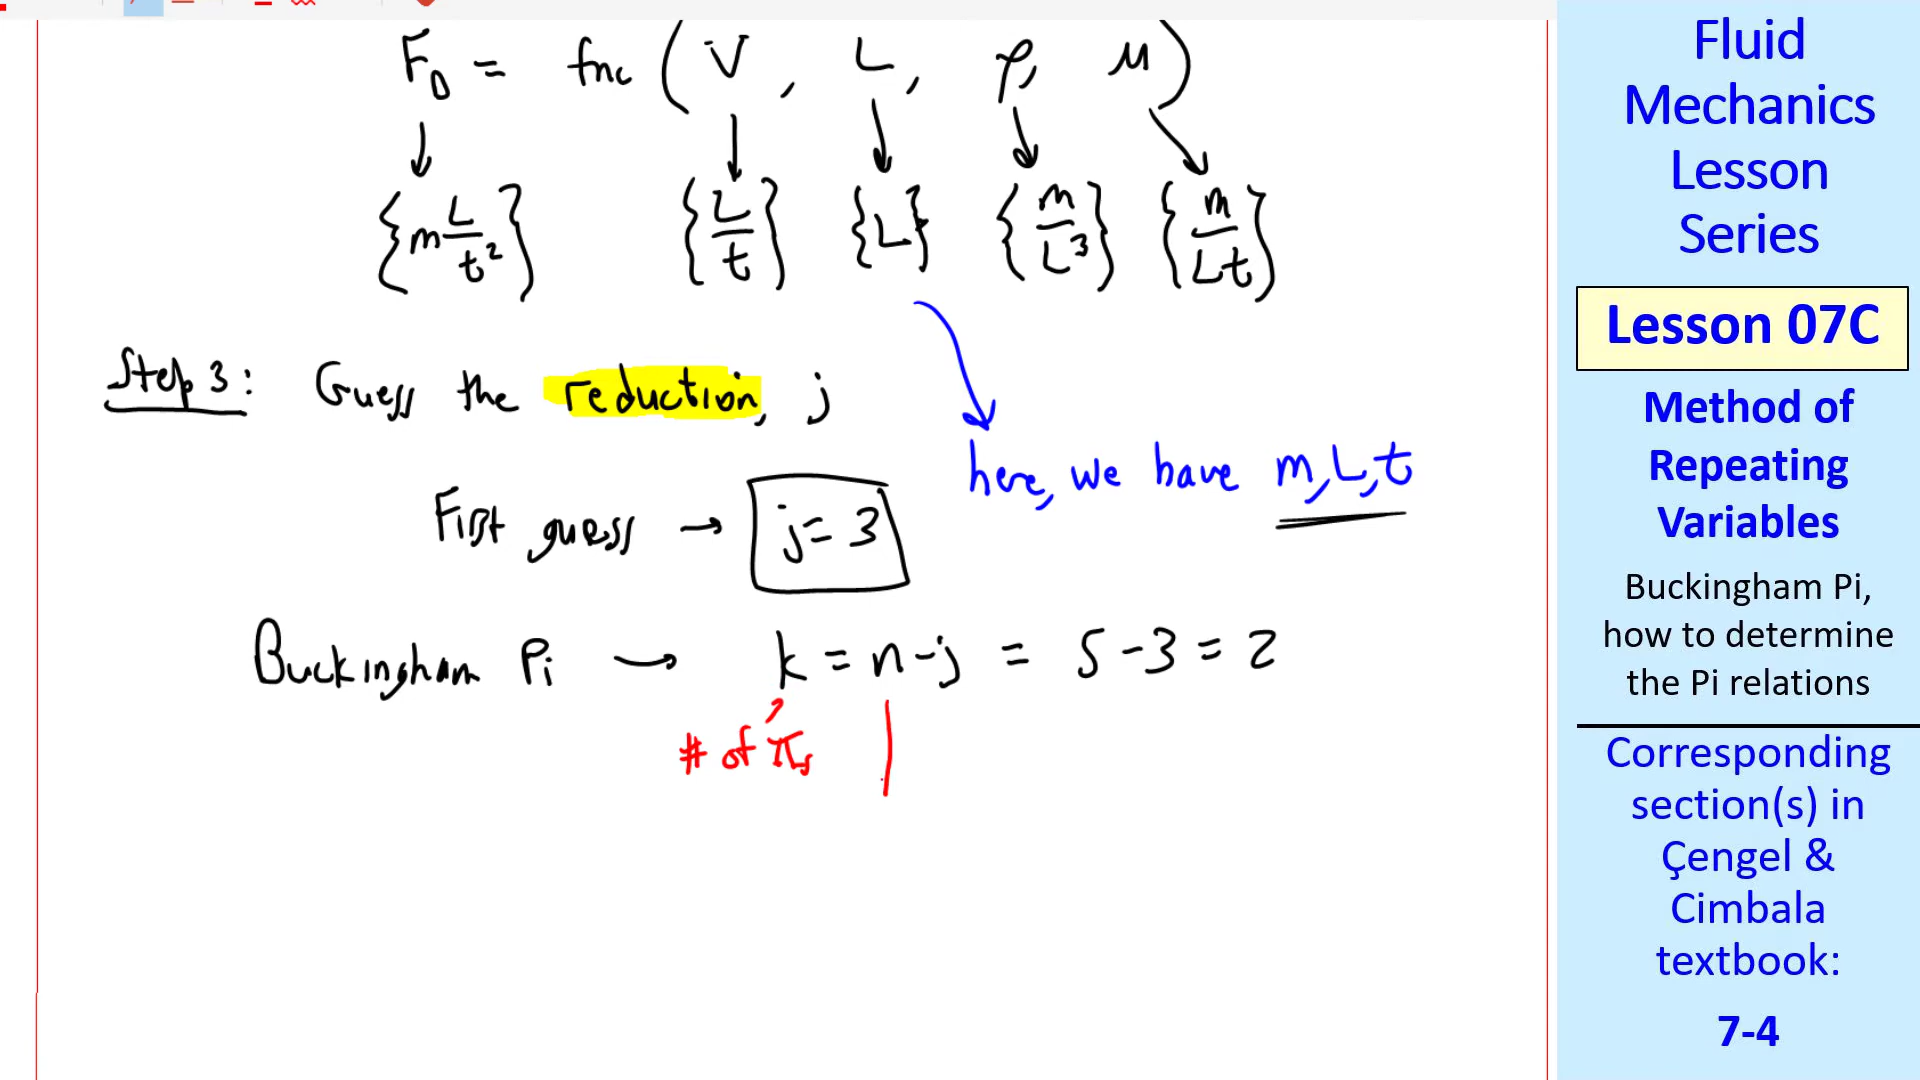 F_D = fnc ( V , L , ρ, μ )
{m L/t²} {L/t} {L} {m/L³} {m/Lt}
Step 3: Guess the reduction, j
here, we have m, L, t
First guess → j = 3
Buckingham Pi → k = n - j = 5 - 3 = 2
# of πs
Fluid
Mechanics
Lesson
Series
Lesson 07C
Method of
Repeating
Variables
Buckingham Pi,
how to determine
the Pi relations
Corresponding
section(s) in
Çengel &
Cimbala
textbook:
7-4